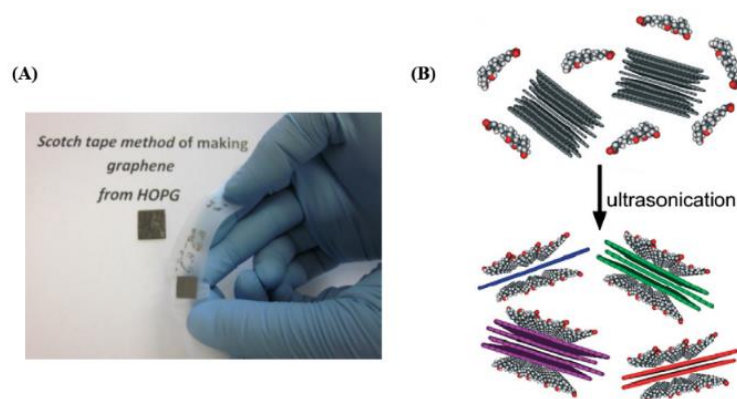 (A)
Scotch tape method of making
graphene
from HOPG
(B)
ultrasonication